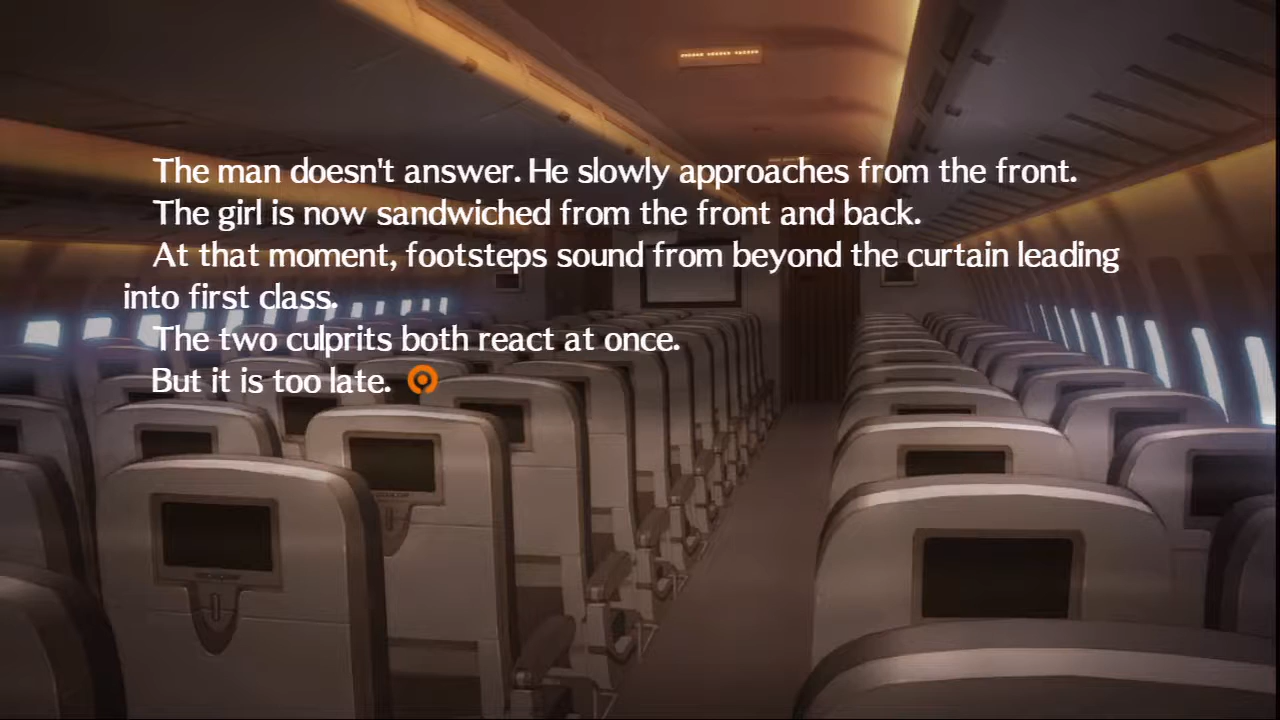 The man doesn't answer. He slowly approaches from the front.
The girl is now sandwiched from the front and back.
At that moment, footsteps sound from beyond the curtain leading
into first class.
The two culprits both react at once.
But it is too late.